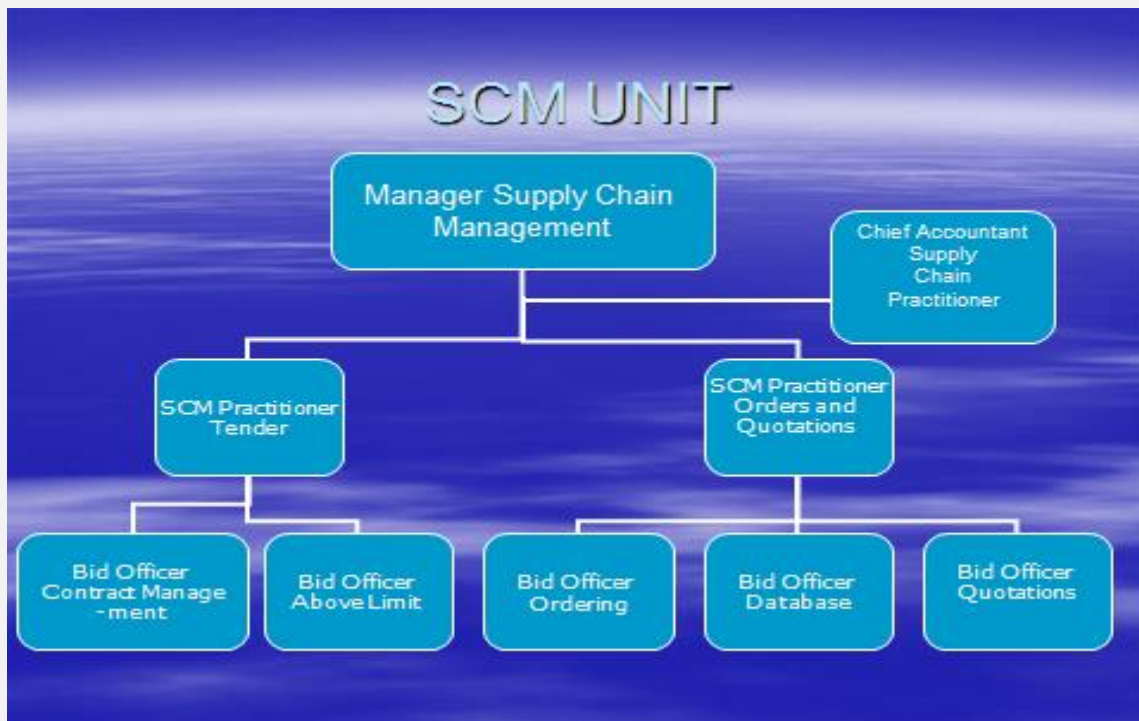 SCM UNIT
Manager Supply Chain
Management
Chief Accountant
Supply
Chain
Practitioner
SCM Practitioner
Tender
SCM Practitioner
Orders and
Quotations
Bid Officer
Contract Manage
-ment
Bid Officer
Above Limit
Bid Officer
Ordering
Bid Officer
Database
Bid Officer
Quotations